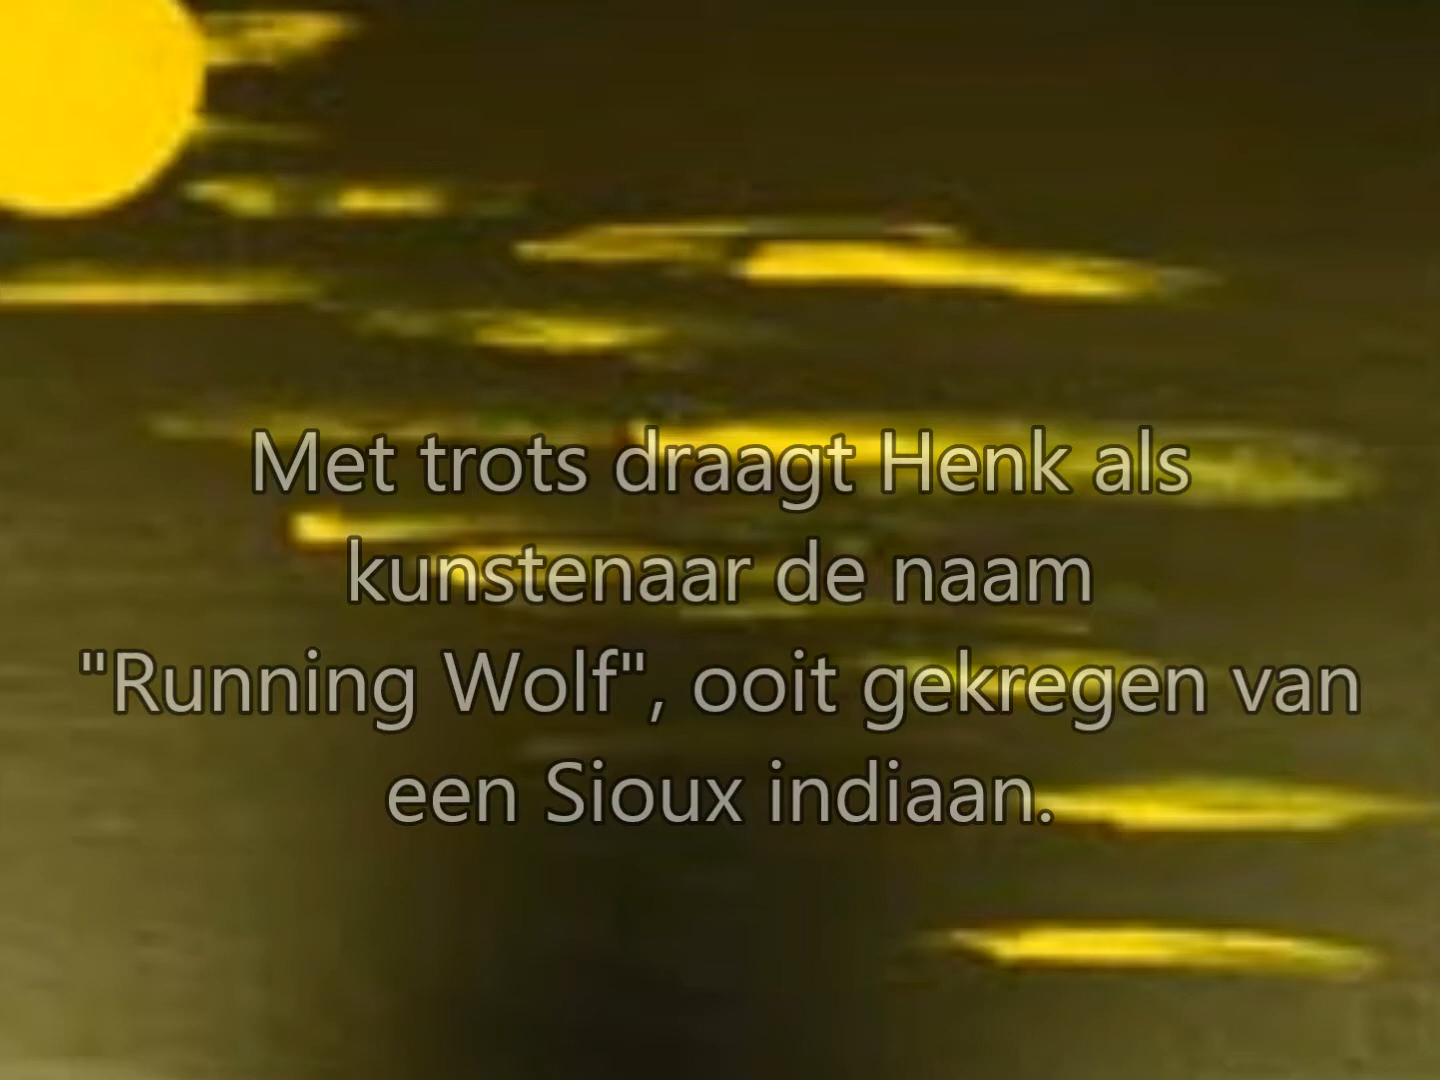 Met trots draagt Henk als
kunstenaar de naam
"Running Wolf", ooit gekregen van
een Sioux indiaan.